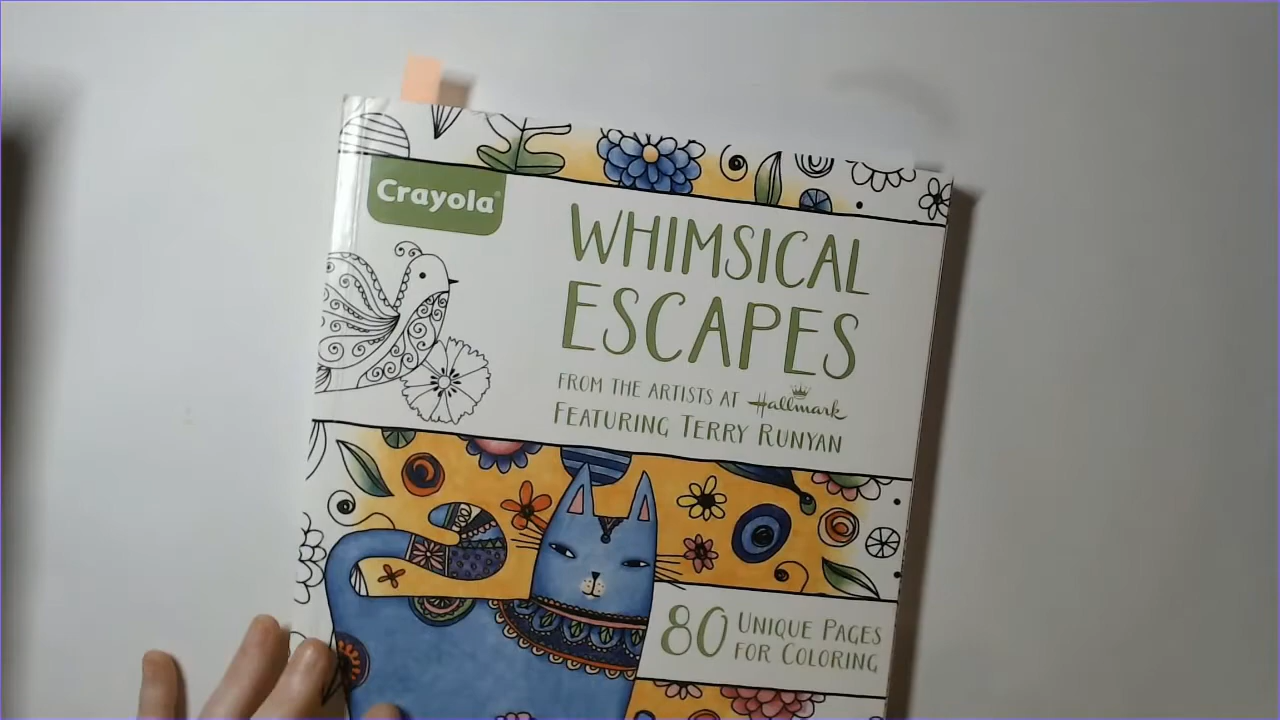 Crayola
WHIMSICAL
ESCAPES
FROM THE ARTISTS AT Hallmark
FEATURING TERRY RUNYAN
80 UNIQUE PAGES
FOR COLORING